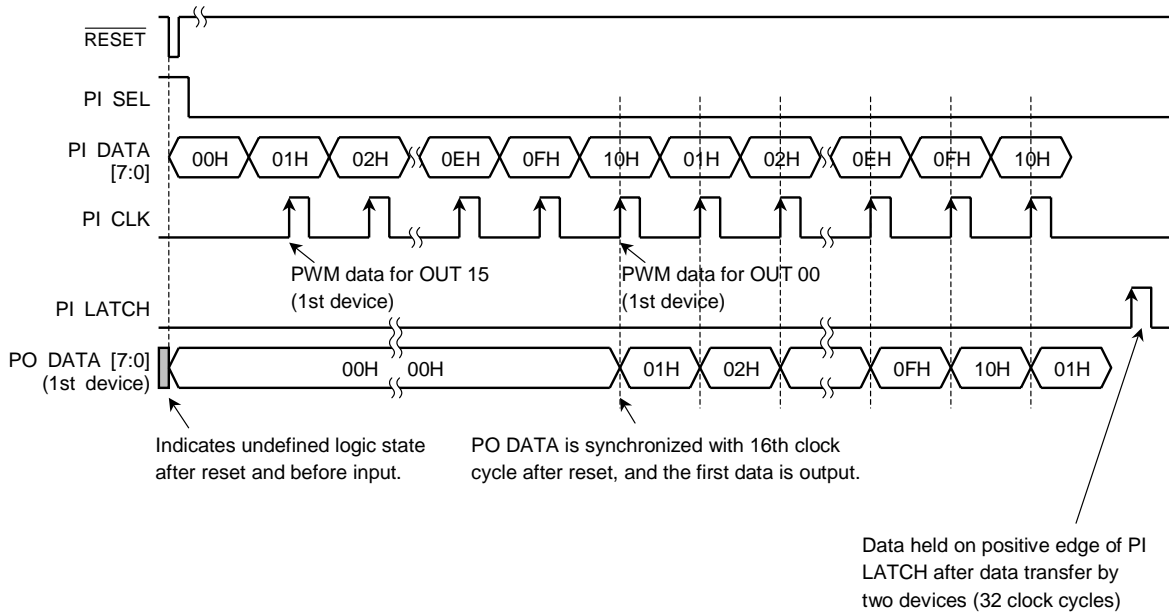 RESET
PI SEL
PI DATA
[7:0]
00H 01H 02H 0EH 0FH 10H 01H 02H 0EH 0FH 10H
PI CLK
PWM data for OUT 15
(1st device)
PWM data for OUT 00
(1st device)
PI LATCH
PO DATA [7:0]
(1st device)
00H 00H 01H 02H 0FH 10H 01H
Indicates undefined logic state
after reset and before input.
PO DATA is synchronized with 16th clock
cycle after reset, and the first data is output.
Data held on positive edge of PI
LATCH after data transfer by
two devices (32 clock cycles)